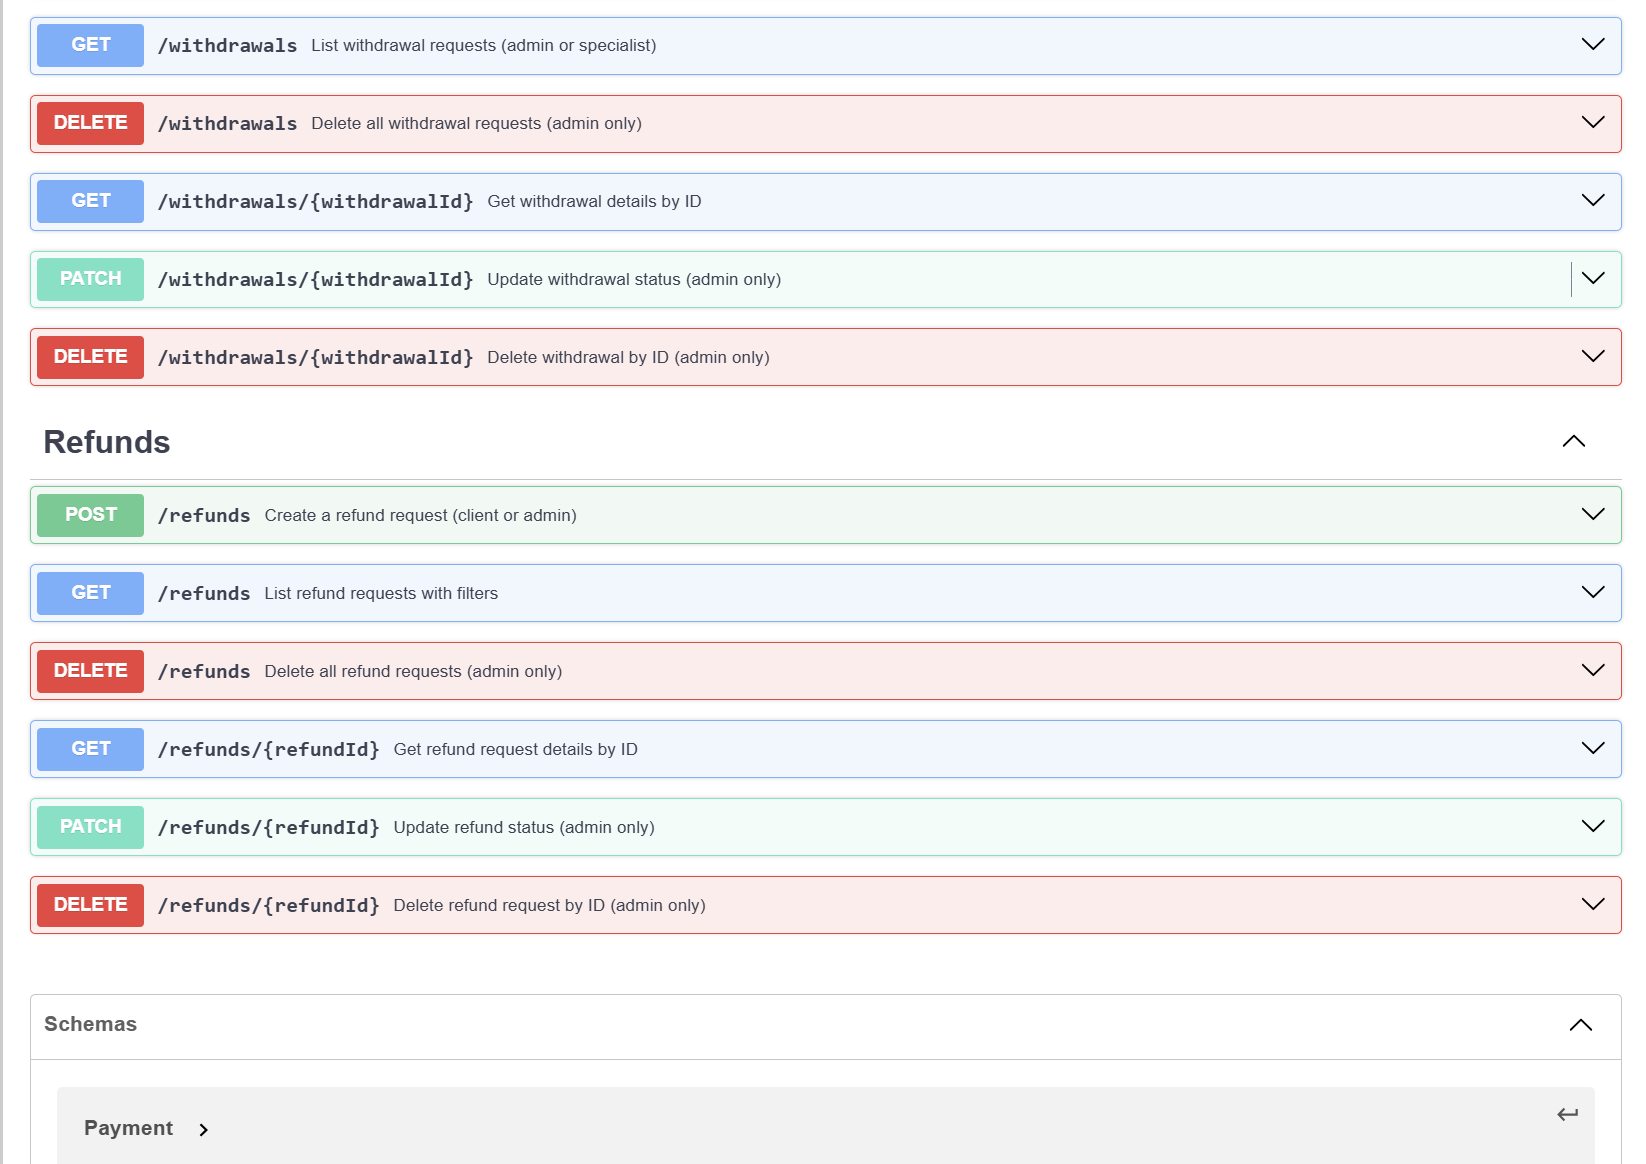 GET /withdrawals List withdrawal requests (admin or specialist)
DELETE /withdrawals Delete all withdrawal requests (admin only)
GET /withdrawals/{withdrawalId} Get withdrawal details by ID
PATCH /withdrawals/{withdrawalId} Update withdrawal status (admin only)
DELETE /withdrawals/{withdrawalId} Delete withdrawal by ID (admin only)
Refunds
POST /refunds Create a refund request (client or admin)
GET /refunds List refund requests with filters
DELETE /refunds Delete all refund requests (admin only)
GET /refunds/{refundId} Get refund request details by ID
PATCH /refunds/{refundId} Update refund status (admin only)
DELETE /refunds/{refundId} Delete refund request by ID (admin only)
Schemas
Payment